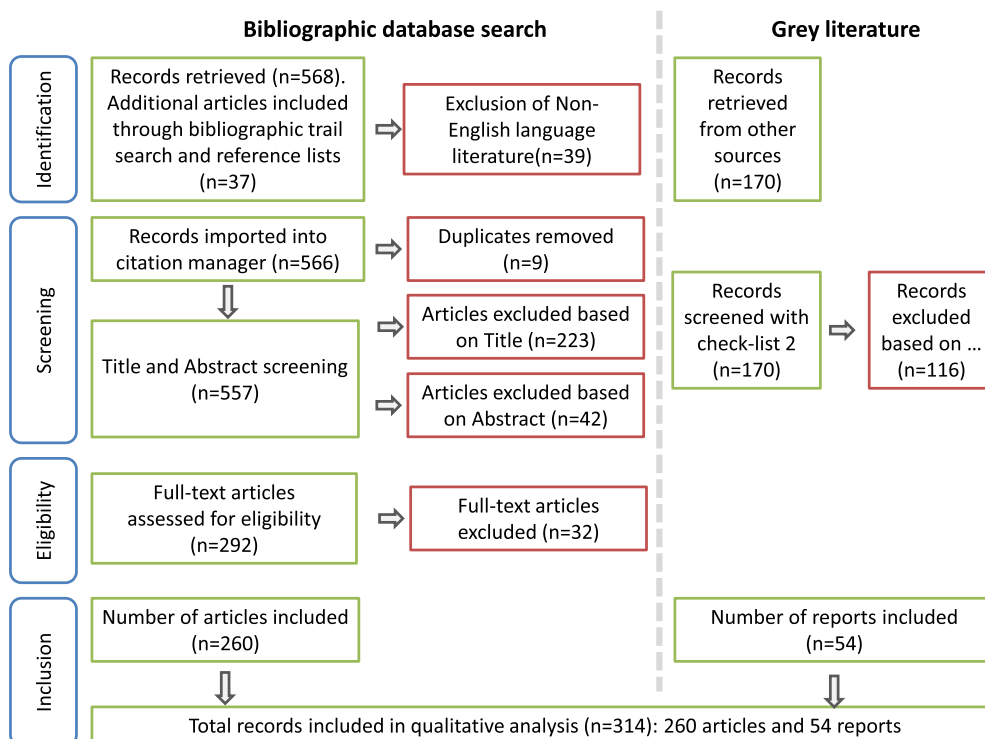 Bibliographic database search
Grey literature
Identification
Records retrieved (n=568).
Additional articles included
through bibliographic trail
search and reference lists
(n=37)
Exclusion of Non-
English language
literature(n=39)
Records
retrieved
from other
sources
(n=170)
Screening
Records imported into
citation manager (n=566)
Duplicates removed
(n=9)
Title and Abstract screening
(n=557)
Articles excluded based
on Title (n=223)
Articles excluded based
on Abstract (n=42)
Records
screened with
check-list 2
(n=170)
Records
excluded
based on ...
(n=116)
Eligibility
Full-text articles
assessed for eligibility
(n=292)
Full-text articles
excluded (n=32)
Inclusion
Number of articles included
(n=260)
Number of reports included
(n=54)
Total records included in qualitative analysis (n=314): 260 articles and 54 reports